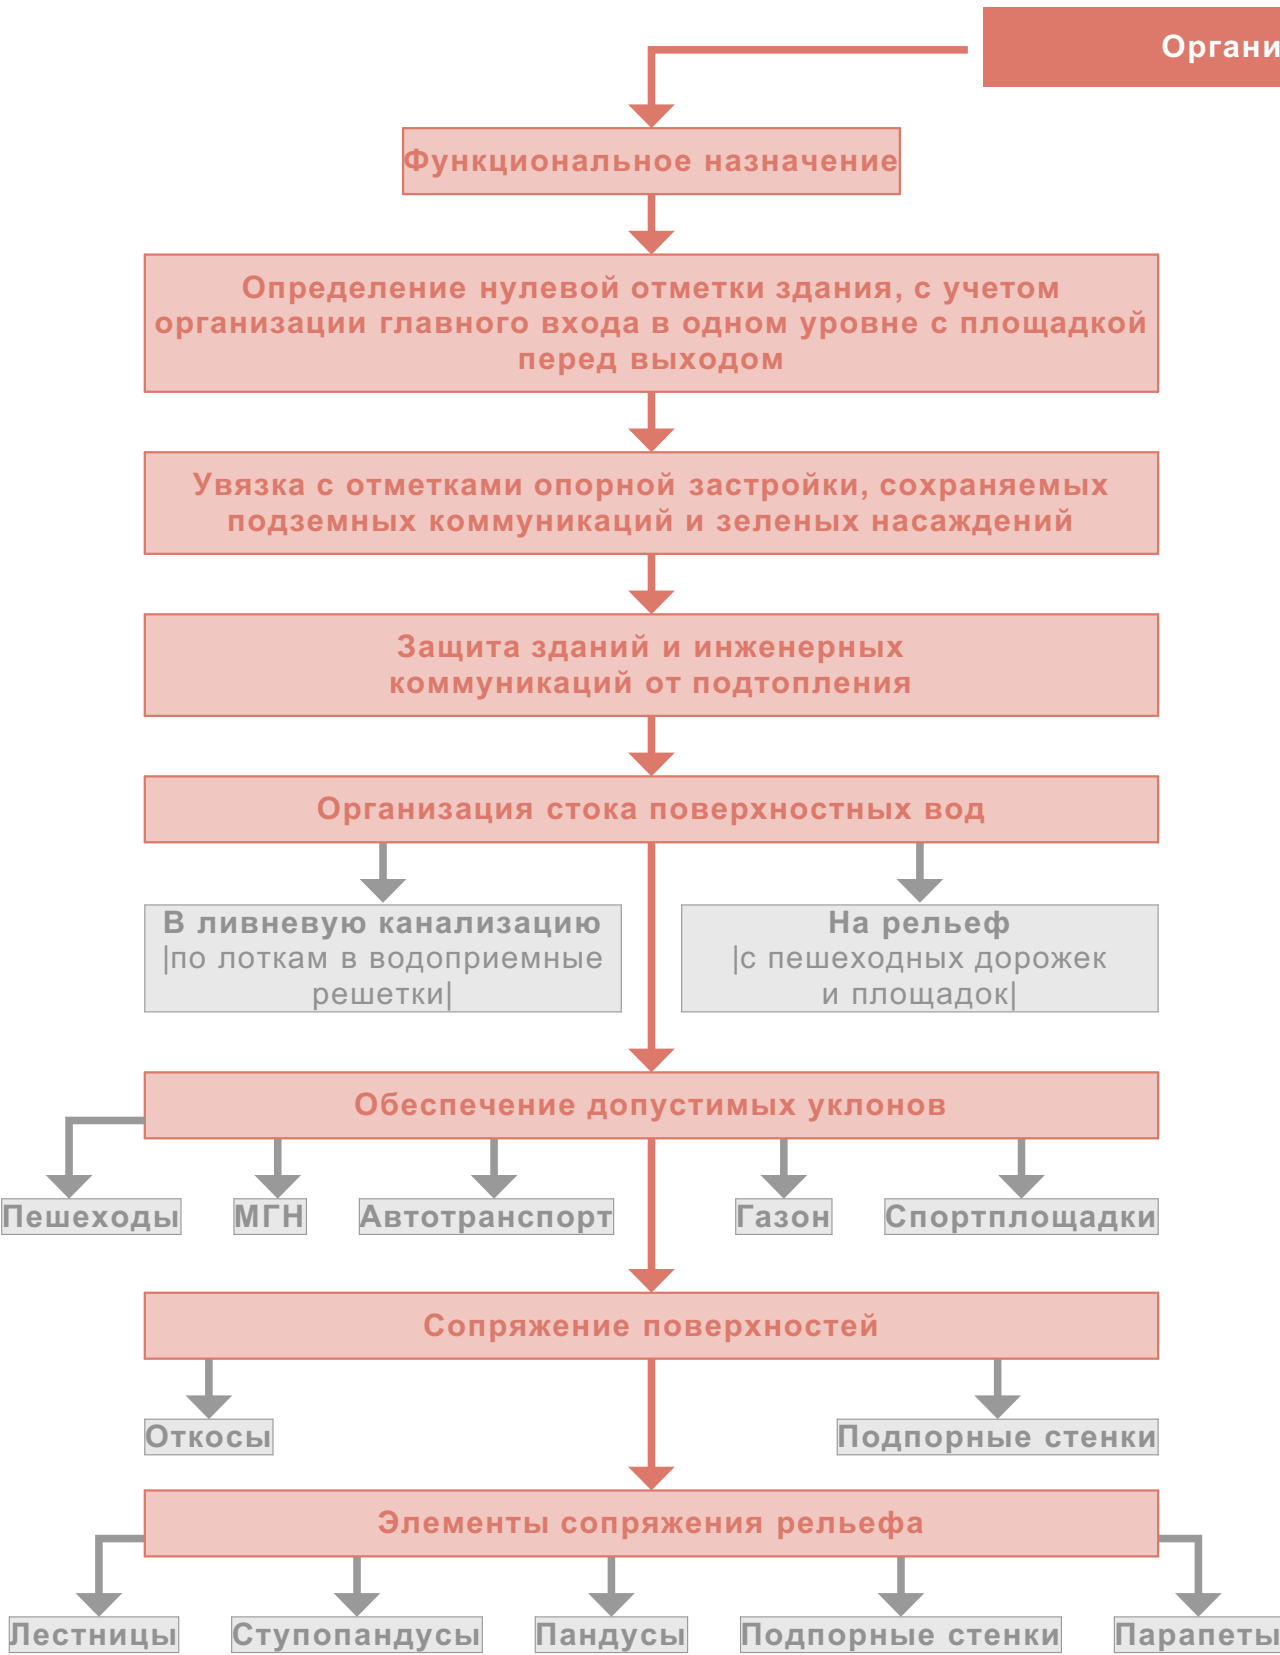 Органи
Функциональное назначение
Определение нулевой отметки здания, с учетом
организации главного входа в одном уровне с площадкой
перед выходом
Увязка с отметками опорной застройки, сохраняемых
подземных коммуникаций и зеленых насаждений
Защита зданий и инженерных
коммуникаций от подтопления
Организация стока поверхностных вод
В ливневую канализацию
|по лоткам в водоприемные
решетки|
На рельеф
|с пешеходных дорожек
и площадок|
Обеспечение допустимых уклонов
Пешеходы
МГН
Автотранспорт
Газон
Спортплощадки
Сопряжение поверхностей
Откосы
Подпорные стенки
Элементы сопряжения рельефа
Лестницы
Ступопандусы
Пандусы
Подпорные стенки
Парапеты